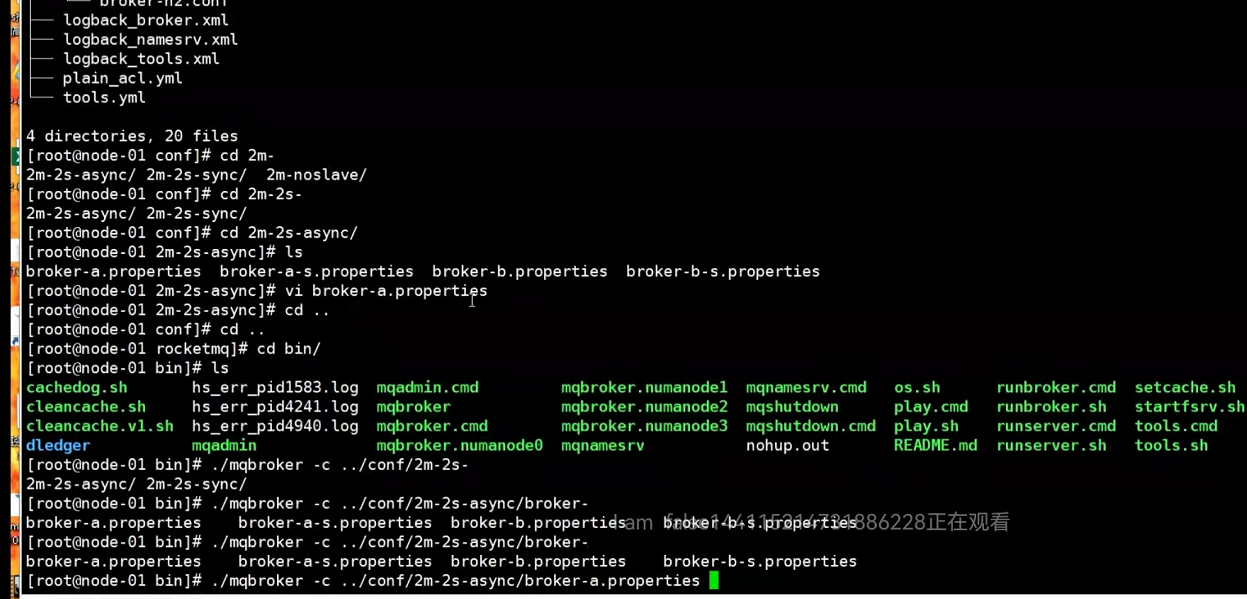 broker-n2.conf
logback_broker.xml
logback_namesrv.xml
logback_tools.xml
plain_acl.yml
tools.yml
4 directories, 20 files
[root@node-01 conf]# cd 2m-
2m-2s-async/ 2m-2s-sync/  2m-noslave/
[root@node-01 conf]# cd 2m-2s-
2m-2s-async/ 2m-2s-sync/
[root@node-01 conf]# cd 2m-2s-async/
[root@node-01 2m-2s-async]# ls
broker-a.properties  broker-a-s.properties  broker-b.properties  broker-b-s.properties
[root@node-01 2m-2s-async]# vi broker-a.properties
[root@node-01 2m-2s-async]# cd ..
[root@node-01 conf]# cd ..
[root@node-01 rocketmq]# cd bin/
[root@node-01 bin]# ls
cachedog.sh hs_err_pid1583.log mqadmin.cmd mqbroker.numanode1 mqnamesrv.cmd os.sh runbroker.cmd setcache.sh
cleancache.sh hs_err_pid4241.log mqbroker mqbroker.numanode2 mqshutdown play.cmd runbroker.sh startfsrv.sh
cleancache.v1.sh hs_err_pid4940.log mqbroker.cmd mqbroker.numanode3 mqshutdown.cmd play.sh runserver.cmd tools.cmd
dledger mqadmin mqbroker.numanode0 mqnamesrv nohup.out README.md runserver.sh tools.sh
[root@node-01 bin]# ./mqbroker -c ../conf/2m-2s-
2m-2s-async/ 2m-2s-sync/
[root@node-01 bin]# ./mqbroker -c ../conf/2m-2s-async/broker-
broker-a.properties    broker-a-s.properties  broker-b.properties    broker-b-s.properties
正在观看
[root@node-01 bin]# ./mqbroker -c ../conf/2m-2s-async/broker-
broker-a.properties    broker-a-s.properties  broker-b.properties    broker-b-s.properties
[root@node-01 bin]# ./mqbroker -c ../conf/2m-2s-async/broker-a.properties